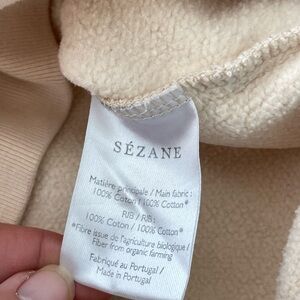 SÉZANE
Matière principale / Main fabric :
100% Coton / 100% Cotton*
RIB / RIB :
100% Coton / 100% Cotton*
*Fibre issue de l'agriculture biologique /
Fiber from organic farming
Fabriqué au Portugal /
Made in Portugal